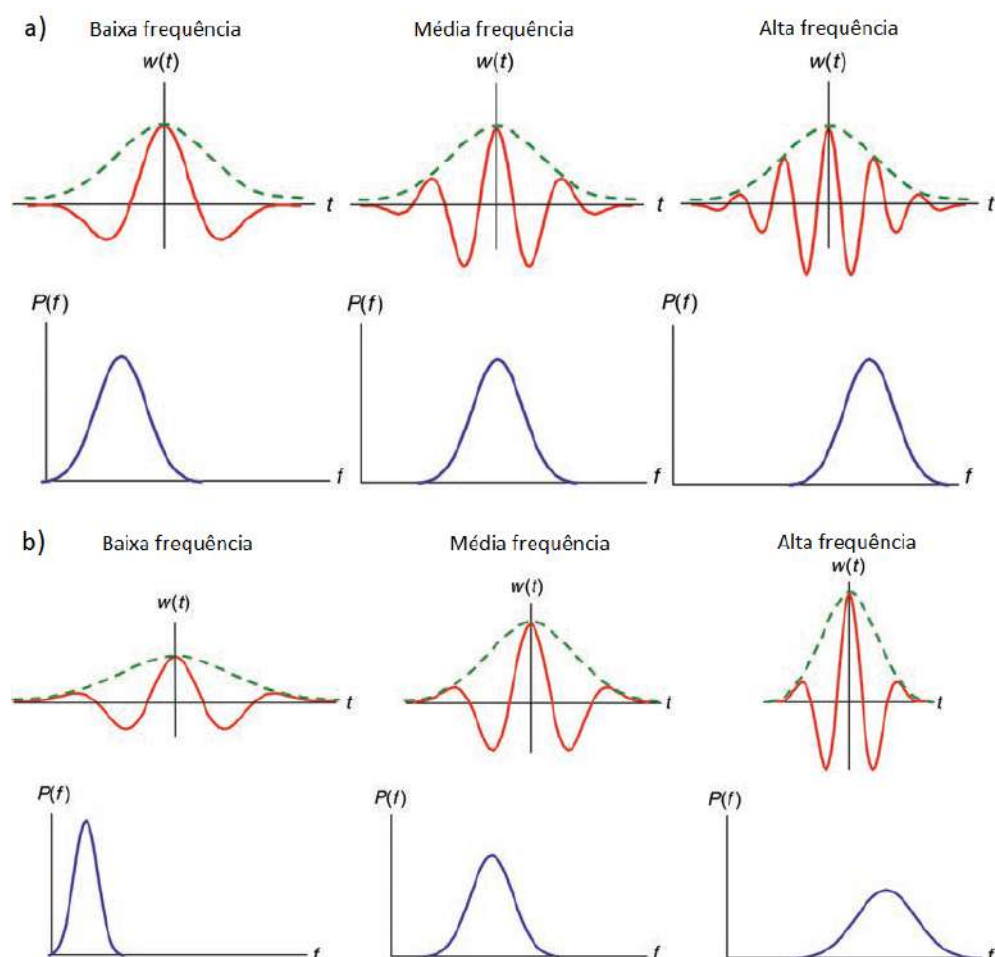 a)
Baixa frequência
Média frequência
Alta frequência
w(t)
w(t)
w(t)
t
t
t
P(f)
P(f)
P(f)
f
f
f
b)
Baixa frequência
Média frequência
Alta frequência
w(t)
w(t)
w(t)
t
t
t
P(f)
P(f)
P(f)
f
f
f